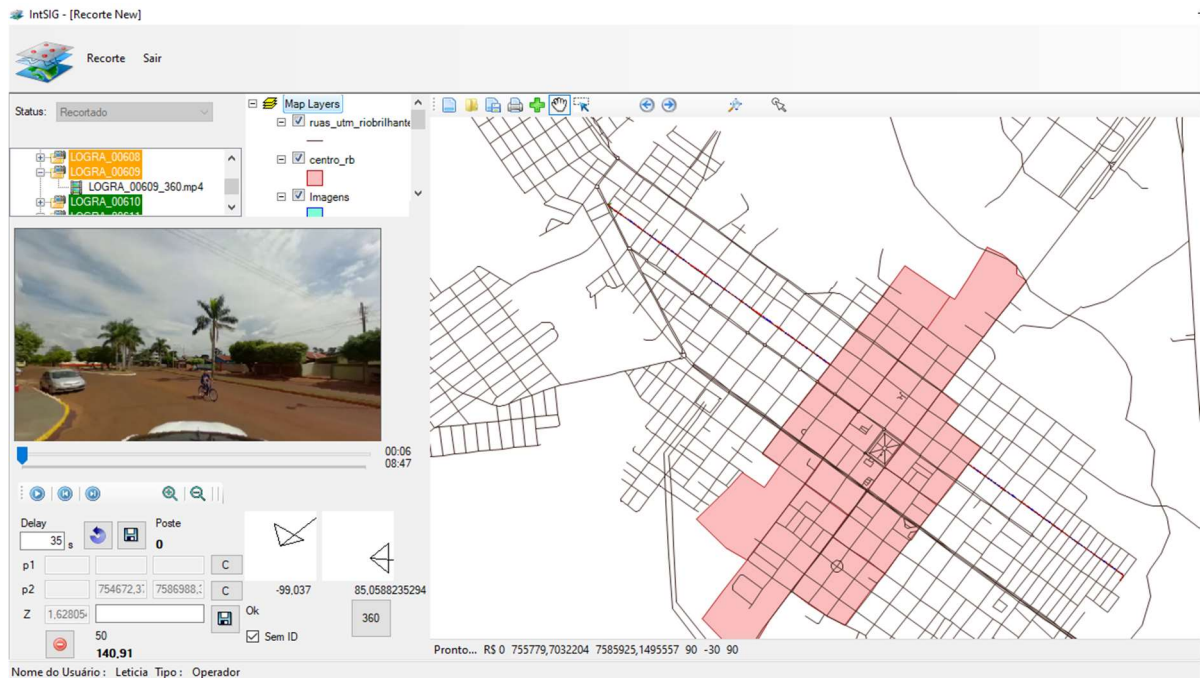 IntSIG - [Recorte New]
Recorte Sair
Status: Recortado
LOGRA_00608
LOGRA_00609
LOGRA_00609_360.mp4
LOGRA_00610
Map Layers
ruas_utm_riobrilhante
centro_rb
Imagens
00:06
08:47
Delay
35 s
Poste
0
p1 C
p2 754672,3 7586988, C
Z 1,62805
50
140,91
-99,037
85,0588235294
Ok
Sem ID
360
Pronto... R$ 0 755779,7032204 7585925,1495557 90 -30 90
Nome do Usuário : Leticia Tipo : Operador